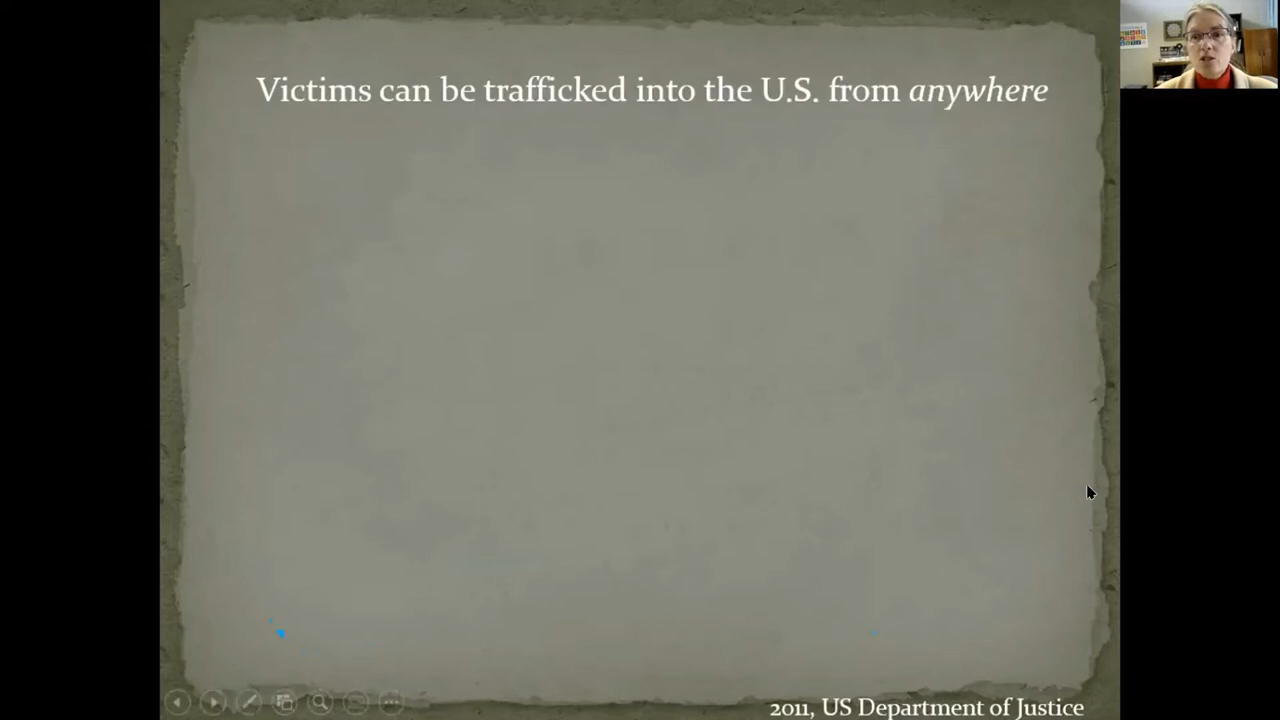 Victims can be trafficked into the U.S. from anywhere
2011, US Department of Justice